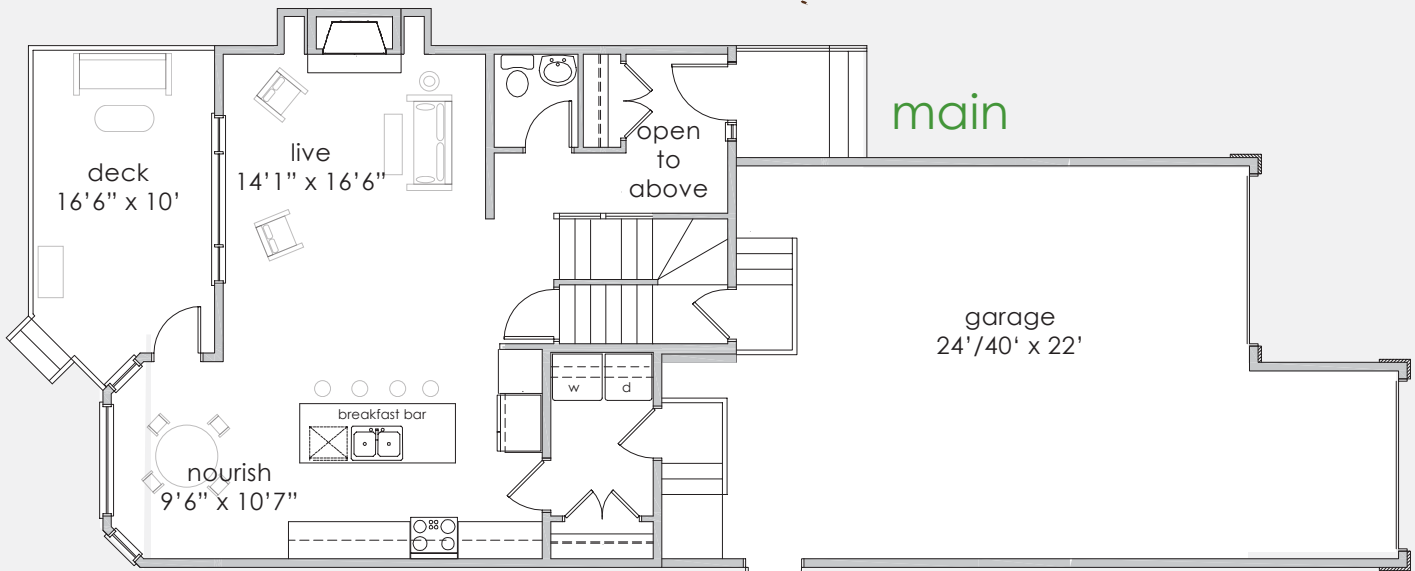 main
open
to
above
live
14'1” x 16'6”
deck
16'6” x 10'
garage
24'/40‘ x 22’
w d
breakfast bar
nourish
9'6” x 10'7”